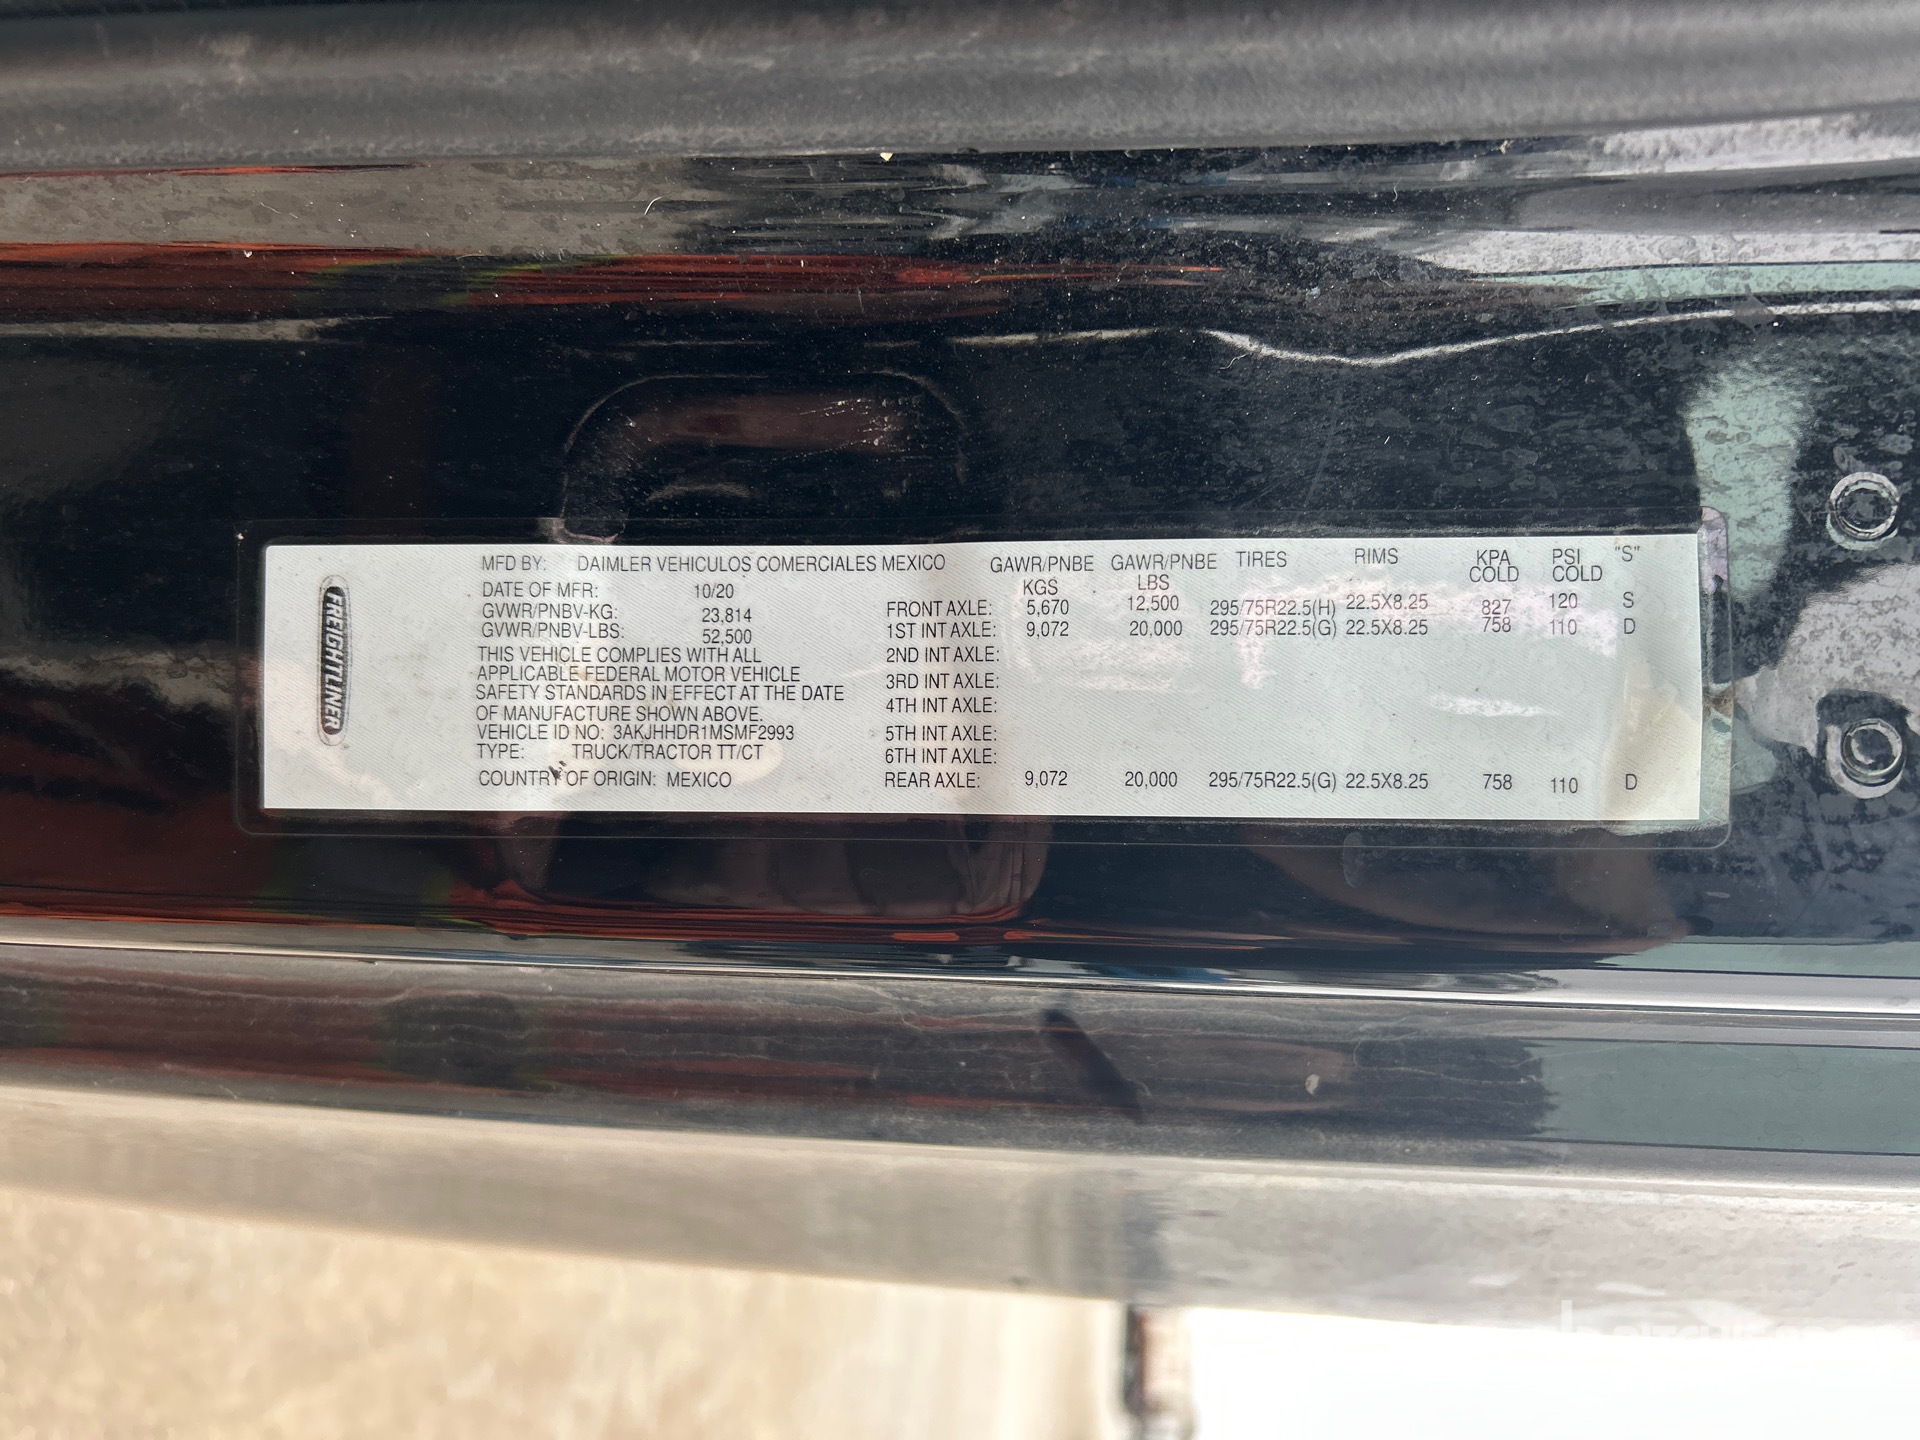 FREIGHTLINER
MFD BY: DAIMLER VEHICULOS COMERCIALES MEXICO
DATE OF MFR: 10/20
GVWR/PNBV-KG: 23,814
GVWR/PNBV-LBS: 52,500
THIS VEHICLE COMPLIES WITH ALL
APPLICABLE FEDERAL MOTOR VEHICLE
SAFETY STANDARDS IN EFFECT AT THE DATE
OF MANUFACTURE SHOWN ABOVE.
VEHICLE ID NO: 3AKJHHDR1MSMF2993
TYPE: TRUCK/TRACTOR TT/CT
COUNTRY OF ORIGIN: MEXICO
GAWR/PNBE GAWR/PNBE TIRES RIMS KPA PSI "S"
KGS LBS COLD COLD
FRONT AXLE: 5,670 12,500 295/75R22.5(H) 22.5X8.25 827 120 S
1ST INT AXLE: 9,072 20,000 295/75R22.5(G) 22.5X8.25 758 110 D
2ND INT AXLE:
3RD INT AXLE:
4TH INT AXLE:
5TH INT AXLE:
6TH INT AXLE:
REAR AXLE: 9,072 20,000 295/75R22.5(G) 22.5X8.25 758 110 D